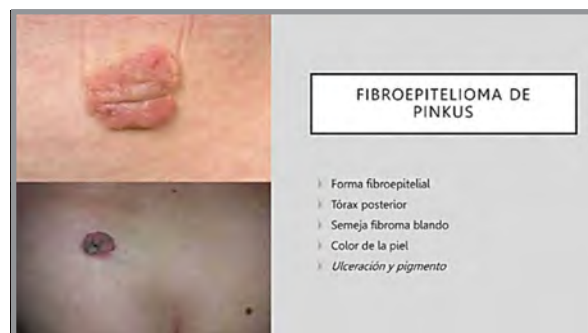 FIBROEPITELIOMA DE
PINKUS
Forma fibroepitelial
Tórax posterior
Semeja fibroma blando
Color de la piel
Ulceración y pigmento